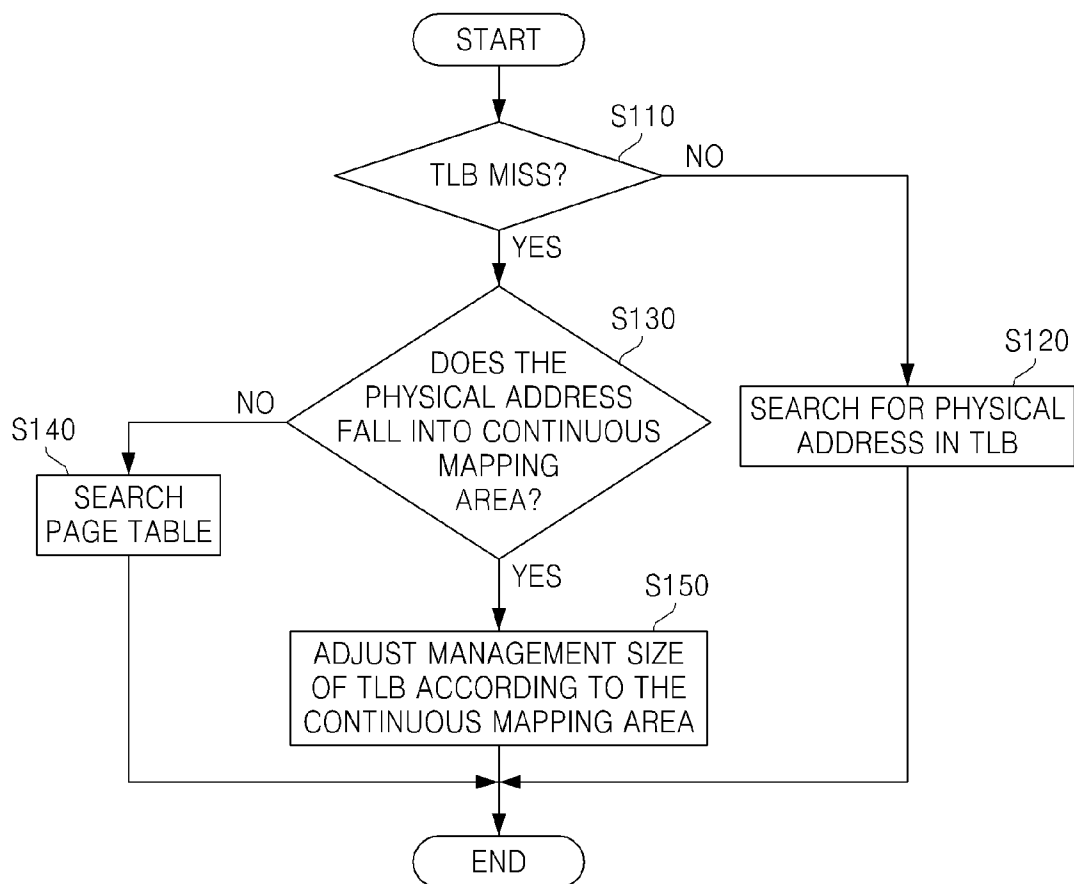 START
S110
TLB MISS?
NO
YES
S130
DOES THE
PHYSICAL ADDRESS
FALL INTO CONTINUOUS
MAPPING
AREA?
NO
S120
SEARCH FOR PHYSICAL
ADDRESS IN TLB
S140
SEARCH
PAGE TABLE
YES
S150
ADJUST MANAGEMENT SIZE
OF TLB ACCORDING TO THE
CONTINUOUS MAPPING AREA
END